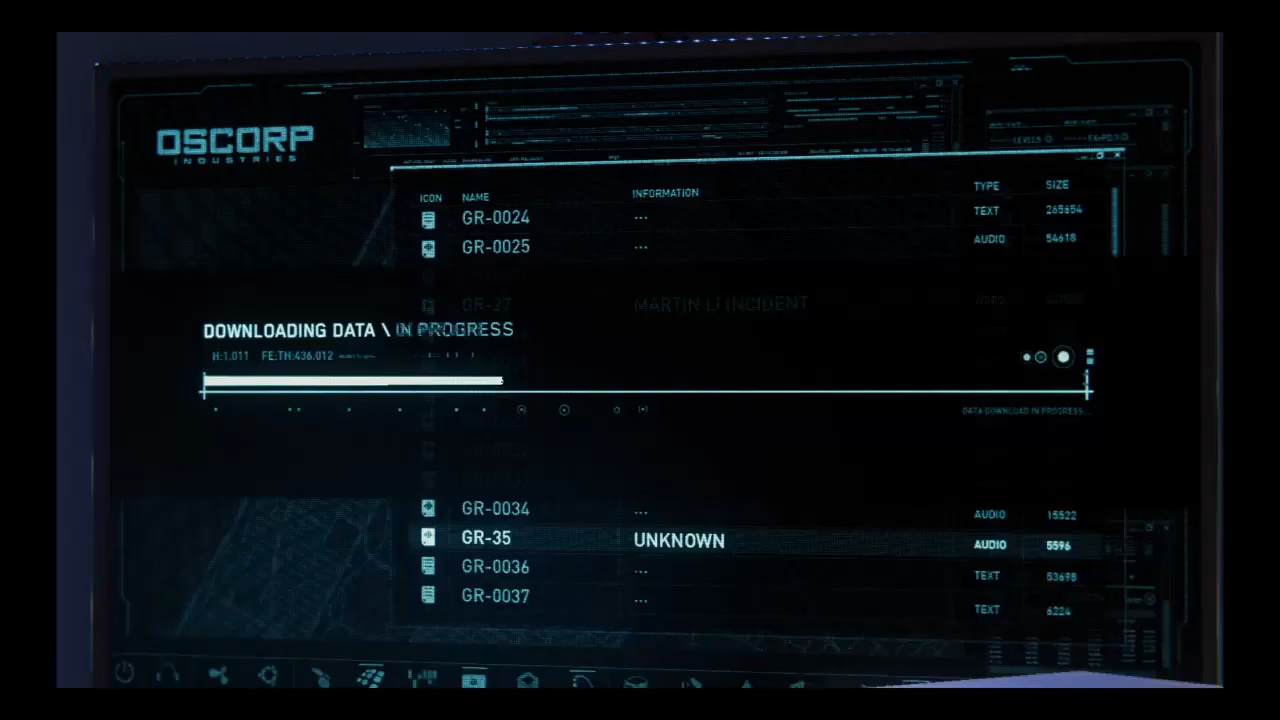 OSCORP
INDUSTRIES
ICON NAME INFORMATION TYPE SIZE
GR-0024 ... TEXT 265654
GR-0025 ... AUDIO 54618
GR-27 MARTIN LI INCIDENT
DOWNLOADING DATA \ IN PROGRESS
H:1.011 FE:TH:436.012
DATA DOWNLOAD IN PROGRESS...
GR-0034 ... AUDIO 15522
GR-35 UNKNOWN AUDIO 5596
GR-0036 ... TEXT 53698
GR-0037 ... TEXT 6224